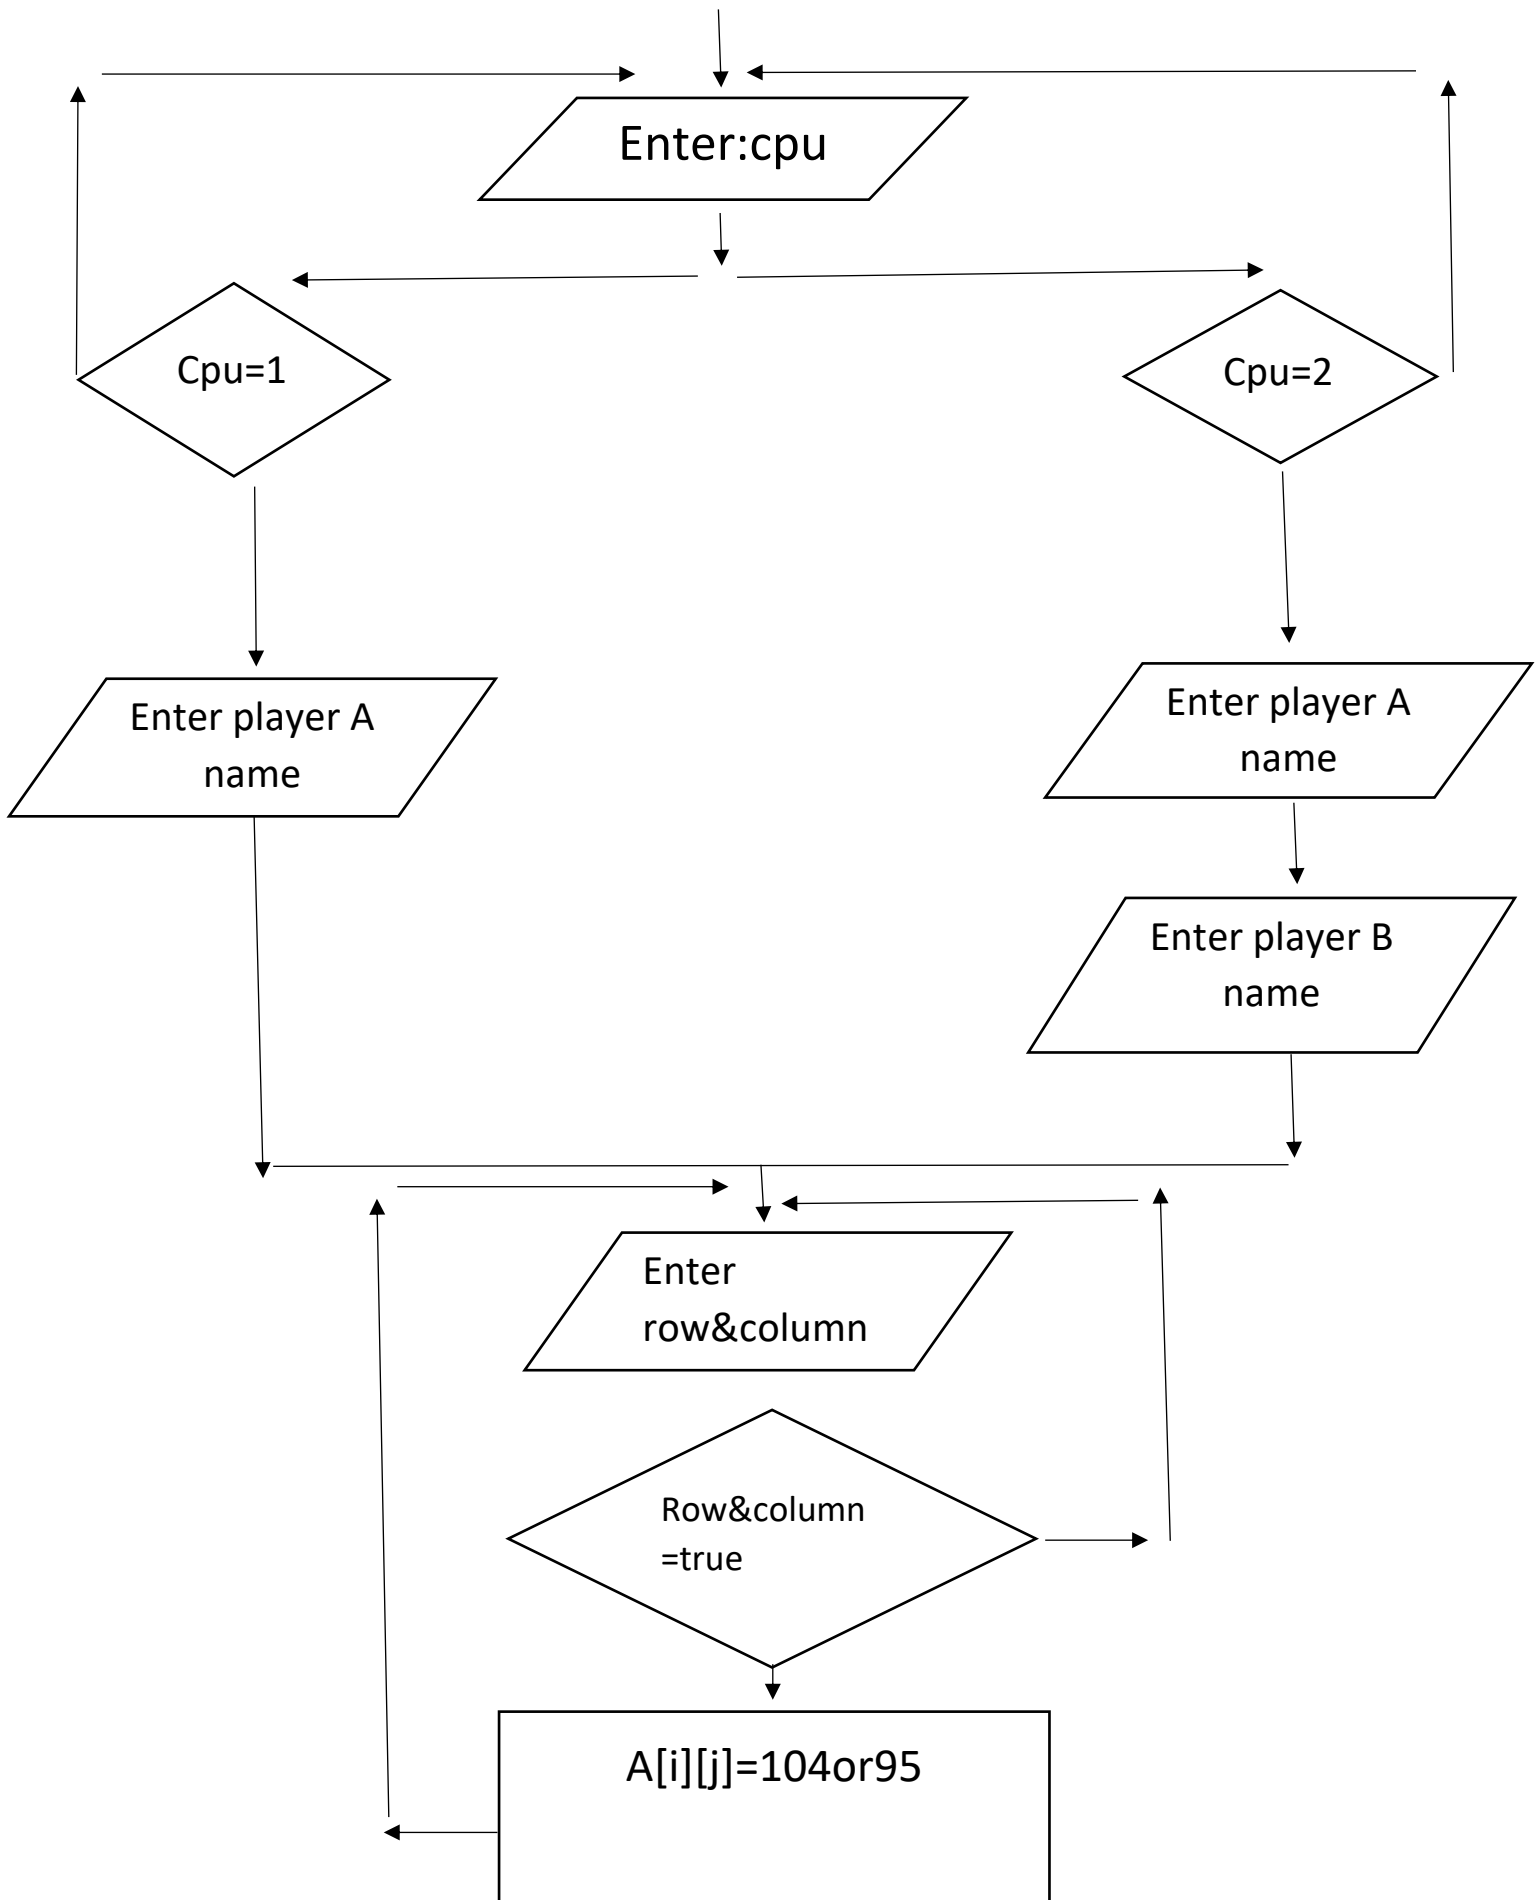 Enter:cpu
Cpu=1
Cpu=2
Enter player A
name
Enter player A
name
Enter player B
name
Enter
row&column
Row&column
=true
A[i][j]=104or95